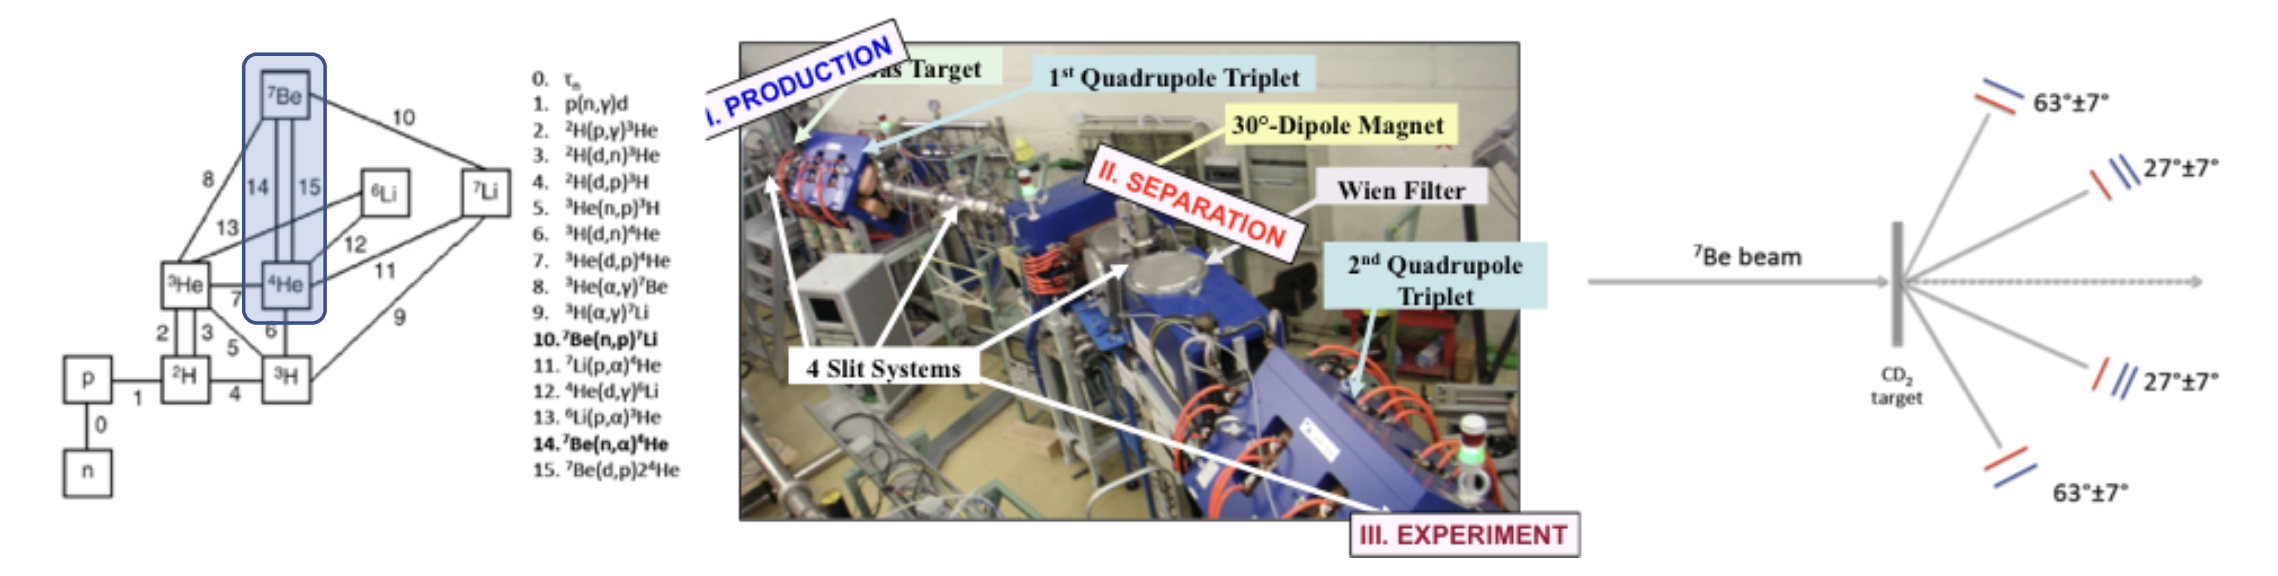 ⁷Be
10
8
14
15
⁶Li
⁷Li
13
12
11
³He
7
⁴He
9
2
3
5
6
p
1
²H
4
³H
0
n
0. τₙ
1. p(n,γ)d
2. ²H(p,γ)³He
3. ²H(d,n)³He
4. ²H(d,p)³H
5. ³He(n,p)³H
6. ³H(d,n)⁴He
7. ³He(d,p)⁴He
8. ³He(α,γ)⁷Be
9. ³H(α,γ)⁷Li
10. ⁷Be(n,p)⁷Li
11. ⁷Li(p,α)⁴He
12. ⁴He(d,γ)⁶Li
13. ⁶Li(p,α)³He
14. ⁷Be(n,α)⁴He
15. ⁷Be(d,p)2⁴He
I. PRODUCTION
Target
1st Quadrupole Triplet
30°-Dipole Magnet
II. SEPARATION
Wien Filter
2nd Quadrupole
Triplet
4 Slit Systems
III. EXPERIMENT
⁷Be beam
CD₂
target
63°±7°
27°±7°
27°±7°
63°±7°